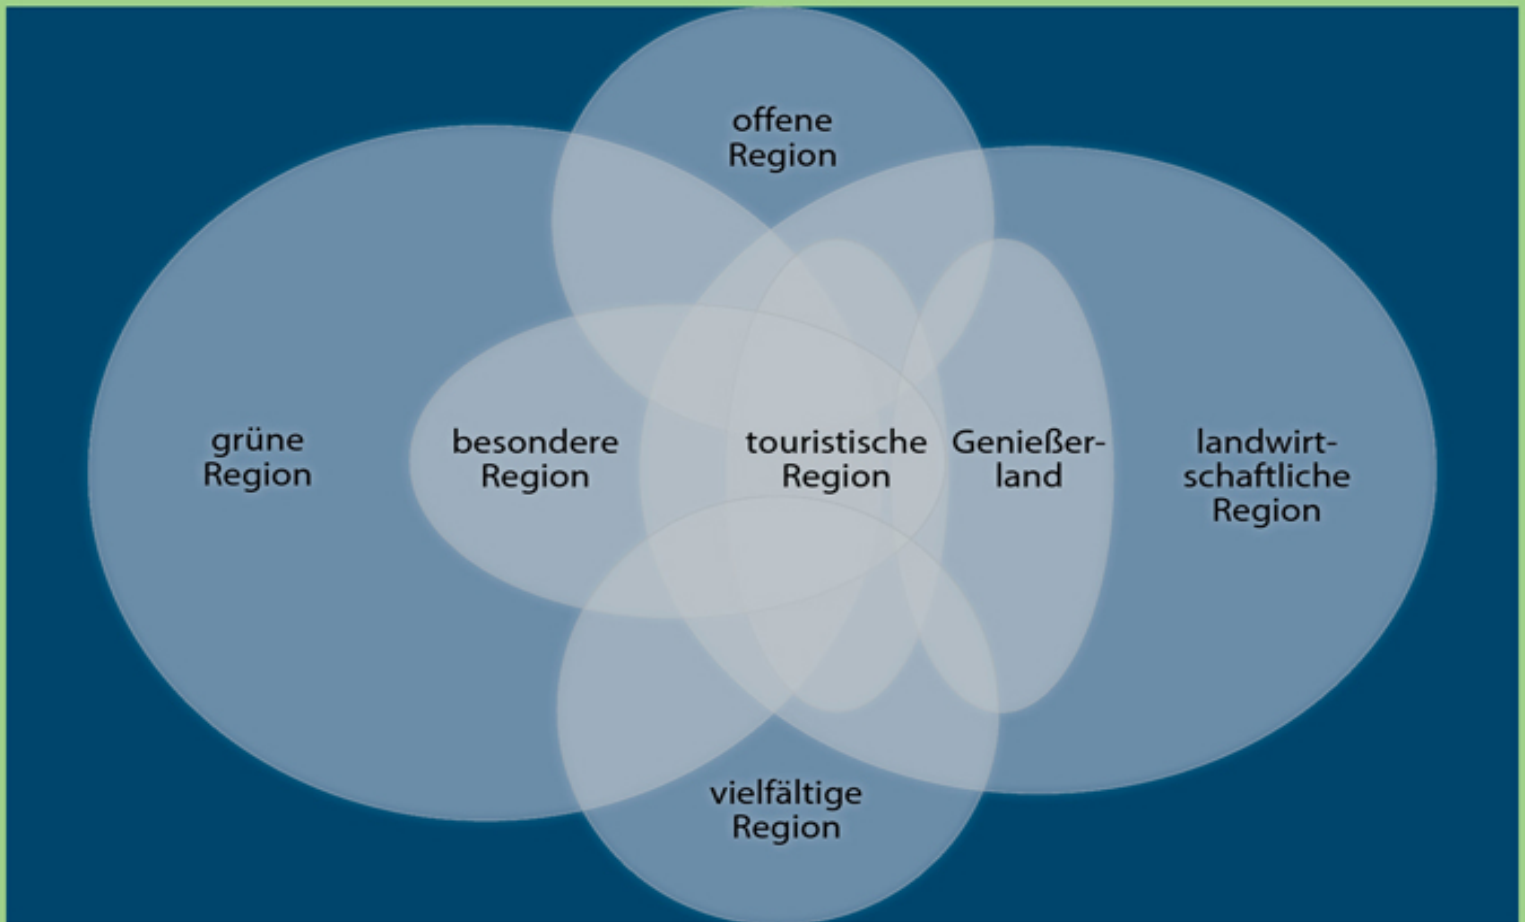 offene
Region
grüne
Region
besondere
Region
touristische
Region
Genießer-
land
landwirt-
schaftliche
Region
vielfältige
Region